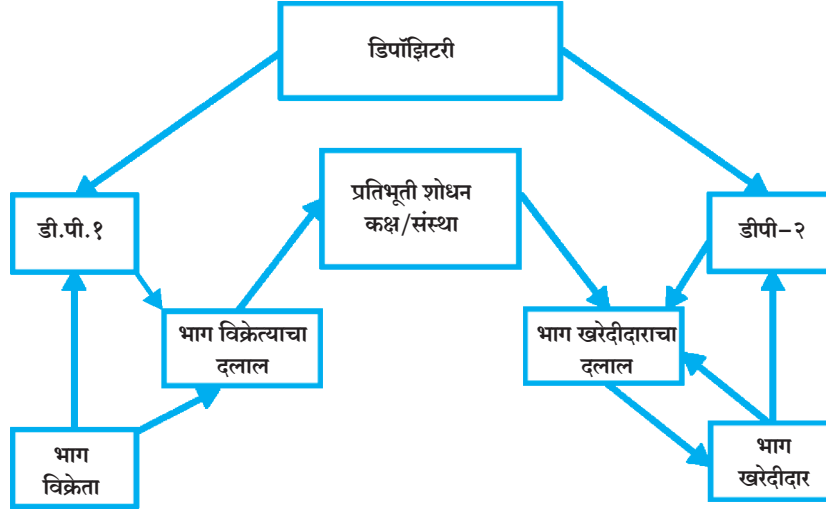 डिपॉझिटरी
प्रतिभूती शोधन
कक्ष/संस्था
डी.पी.१
डीपी–२
भाग विक्रेत्याचा
दलाल
भाग खरेदीदाराचा
दलाल
भाग
विक्रेता
भाग
खरेदीदार